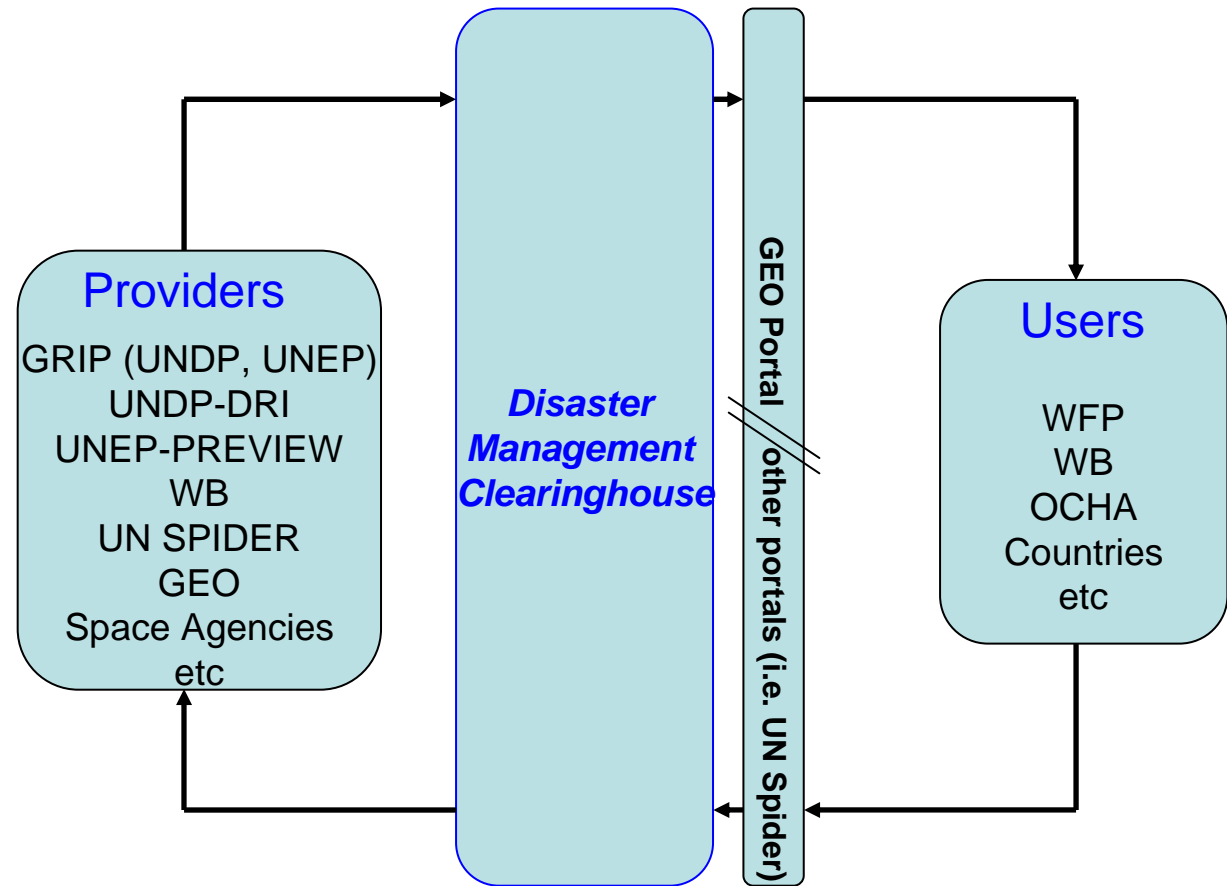 Providers
GRIP (UNDP, UNEP)
UNDP-DRI
UNEP-PREVIEW
WB
UN SPIDER
GEO
Space Agencies
etc
Disaster
Management
Clearinghouse
GEO Portal other portals (i.e. UN Spider)
Users
WFP
WB
OCHA
Countries
etc